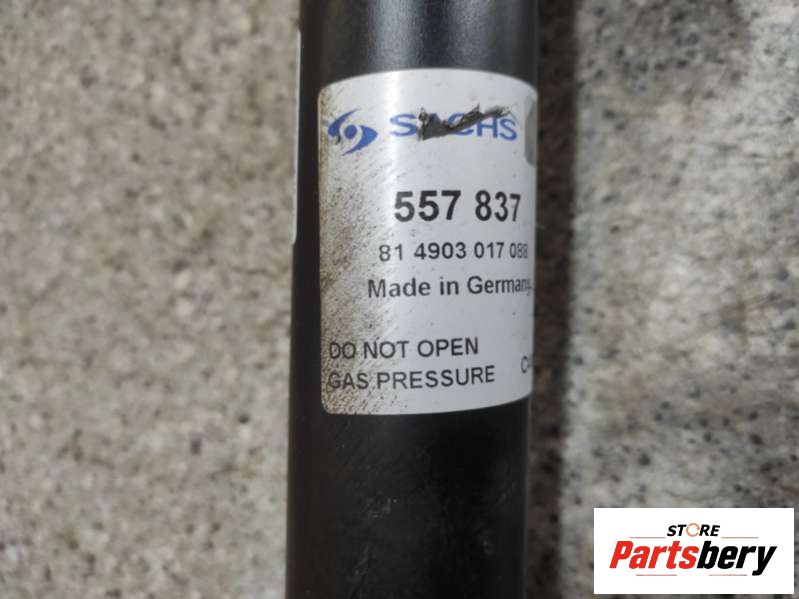 SACHS
557 837
81 4903 017 088
Made in Germany
DO NOT OPEN
GAS PRESSURE
STORE
Partsbery